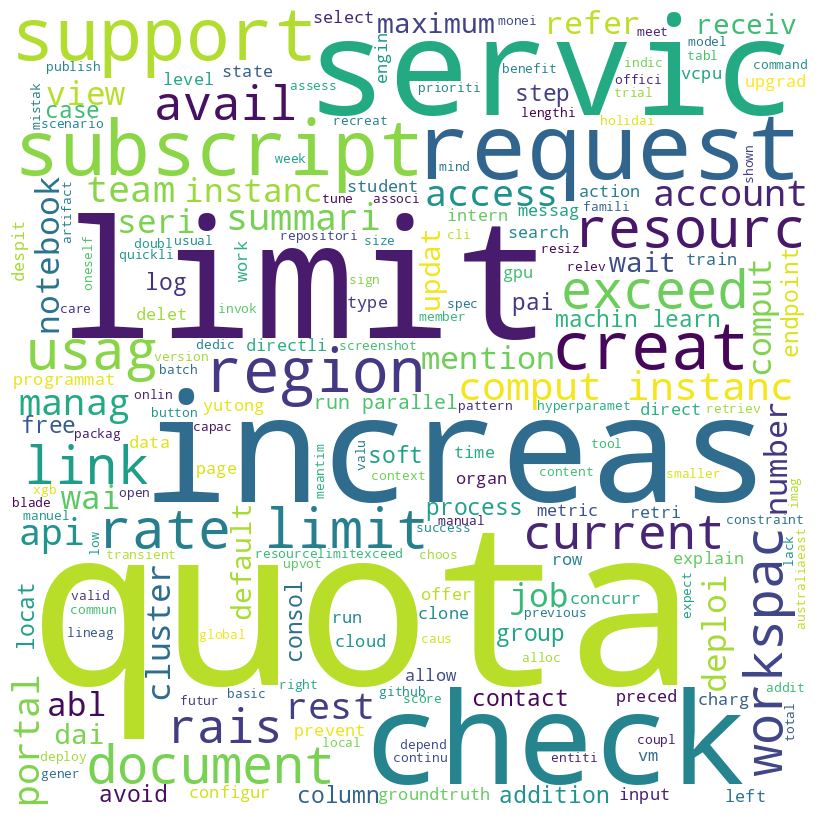 support
select
maximum
monei
meet
refer
receiv
servic
publish
level
state
engin
assess
benefit
model
tabl
command
indic
offici
vcpu
upgrad
trial
prioriti
step
lengthi
view
case
mistak
scenario
avail
recreat
holidai
subscript
request
week
mind
shown
team
instanc
student
tune
associ
access
action
famili
account
notebook
artifact
seri
summari
intern
messag
search
resourc
despit
oneself
doubl
usual
quickli
work
repositori
size
cli
resiz
limit
updat
gpu
relev
wait
train
log
sign
type
pai
exceed
comput
endpoint
care
delet
invok
spec
member
machin learn
usag
version
directli
screenshot
dedic
batch
region
mention
creat
programmat
comput instanc
manag
onlin
button
yutong
run parallel
pattern
hyperparamet
direct
retriev
free
packag
capac
data
increas
number
link
page
meantim
valu
soft
context
time
organ
content
tool
smaller
imag
xgb
blade
open
wai
process
metric
retri
constraint
manuel
api
low
rate limit
success
manual
current
lack
transient
default
resourcelimitexceed
upvot
choos
row
explain
workspac
australiaeast
quota
valid
commun
lineag
locat
cluster
global
consol
run
cloud
offer
clone
previous
caus
job
concurr
group
alloc
expect
deploi
portal
abl
futur
basic
right
github
allow
score
rest
contact
preced
charg
addit
total
dai
rais
prevent
deploy
gener
document
local
depend
continu
check
entiti
coupl
vm
avoid
configur
column
groundtruth
addition
input
left